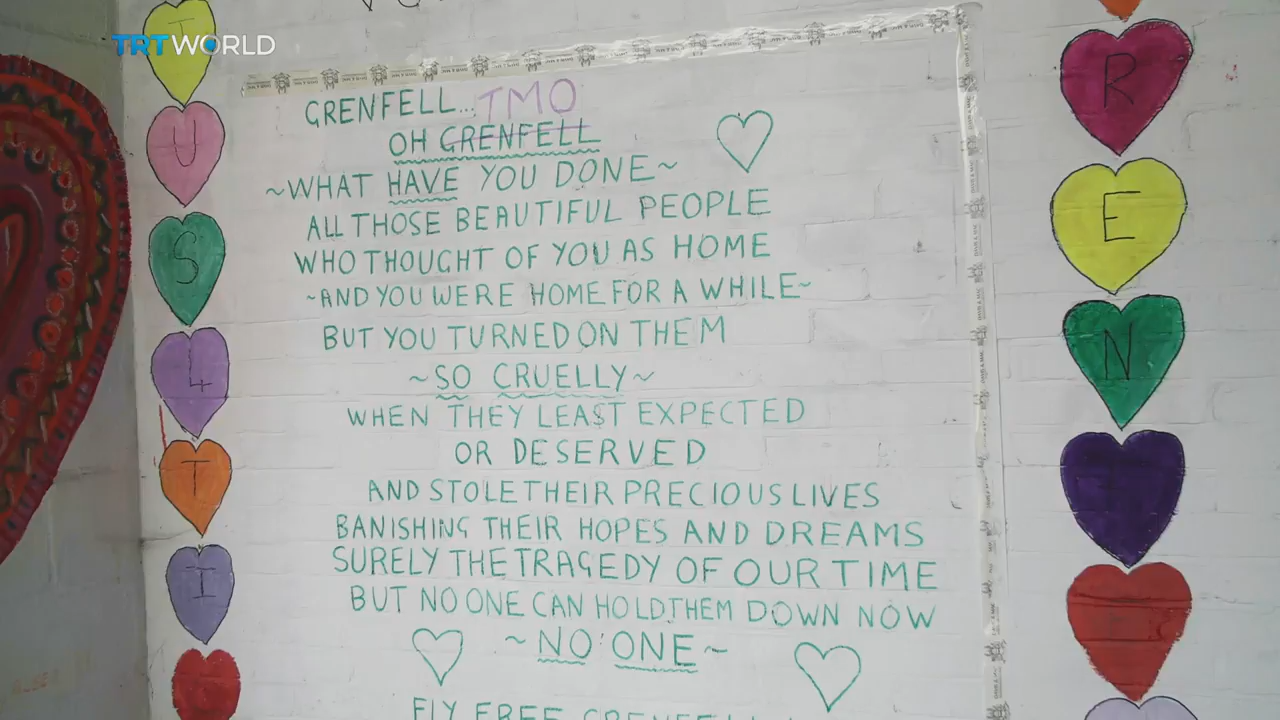 TRT WORLD
GRENFELL... TMO
OH GRENFELL
~WHAT HAVE YOU DONE~
ALL THOSE BEAUTIFUL PEOPLE
WHO THOUGHT OF YOU AS HOME
~AND YOU WERE HOME FOR A WHILE~
BUT YOU TURNED ON THEM
~SO CRUELLY~
WHEN THEY LEAST EXPECTED
OR DESERVED
AND STOLE THEIR PRECIOUS LIVES
BANISHING THEIR HOPES AND DREAMS
SURELY THE TRAGEDY OF OUR TIME
BUT NO ONE CAN HOLD THEM DOWN NOW
~NO ONE~
FLY FREE GRENFELL
J
U
S
T
I
R
E
N